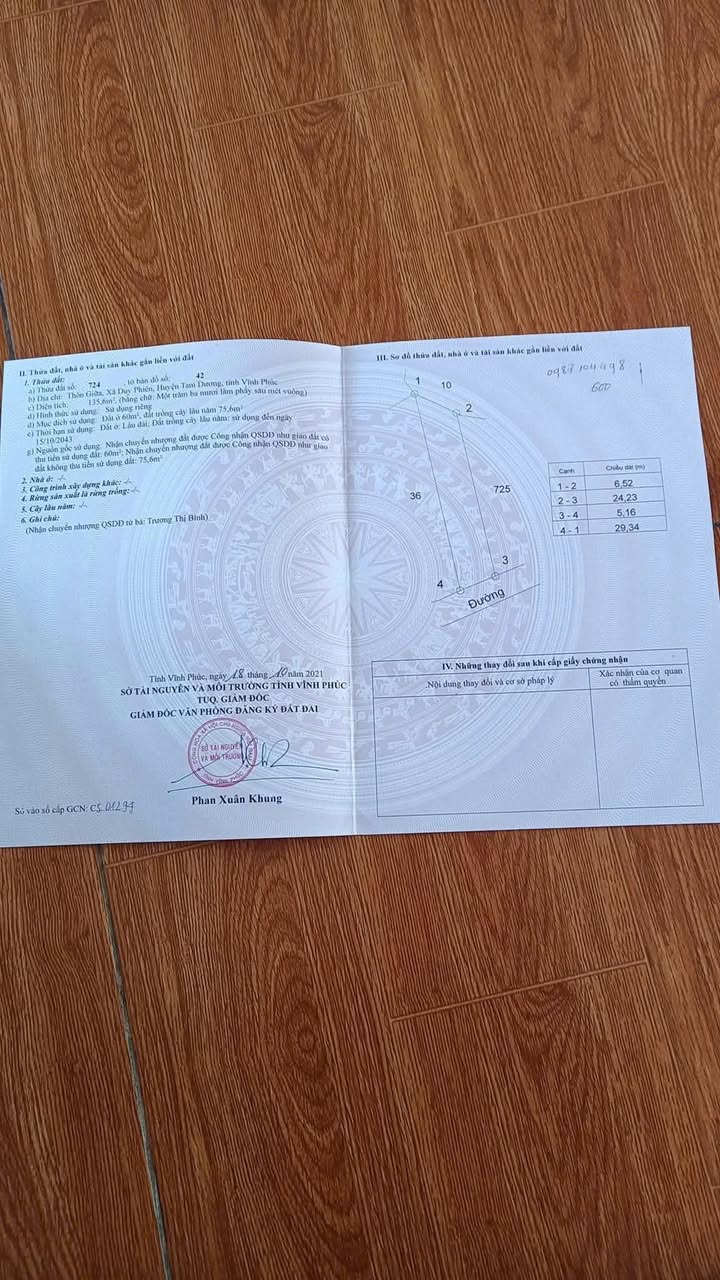 II. Thửa đất, nhà ở và tài sản khác gắn liền với đất
1. Thửa đất:
a) Thửa đất số: 724 , tờ bản đồ số: 42
b) Địa chỉ: Thôn Giữa, Xã Duy Phiên, Huyện Tam Dương, tỉnh Vĩnh Phúc
c) Diện tích: 135,6m², (bằng chữ: Một trăm ba mươi lăm phẩy sáu mét vuông)
d) Hình thức sử dụng: Sử dụng riêng
đ) Mục đích sử dụng: Đất ở 60m², đất trồng cây lâu năm 75,6m²
e) Thời hạn sử dụng: Đất ở: Lâu dài; Đất trồng cây lâu năm: sử dụng đến ngày
15/10/2043
g) Nguồn gốc sử dụng: Nhận chuyển nhượng đất được Công nhận QSDĐ như giao đất có
thu tiền sử dụng đất: 60m²; Nhận chuyển nhượng đất được Công nhận QSDĐ như giao
đất không thu tiền sử dụng đất: 75,6m²
2. Nhà ở: -/-
3. Công trình xây dựng khác: -/-
4. Rừng sản xuất là rừng trồng: -/-
5. Cây lâu năm: -/-
6. Ghi chú:
(Nhận chuyển nhượng QSDĐ từ bà: Trương Thị Bình)
Tỉnh Vĩnh Phúc, ngày 18 tháng 10 năm 2021
SỞ TÀI NGUYÊN VÀ MÔI TRƯỜNG TỈNH VĨNH PHÚC
TUQ. GIÁM ĐỐC
GIÁM ĐỐC VĂN PHÒNG ĐĂNG KÝ ĐẤT ĐAI
SỞ TÀI NGUYÊN
VÀ MÔI TRƯỜNG
TỈNH VĨNH PHÚC
Phan Xuân Khung
Số vào sổ cấp GCN: CS 01294
III. Sơ đồ thửa đất, nhà ở và tài sản khác gắn liền với đất
600
1
10
2
36
725
3
4
Đường
Cạnh Chiều dài (m)
1 - 2 6,52
2 - 3 24,23
3 - 4 5,16
4 - 1 29,34
IV. Những thay đổi sau khi cấp giấy chứng nhận
Nội dung thay đổi và cơ sở pháp lý
Xác nhận của cơ quan
có thẩm quyền